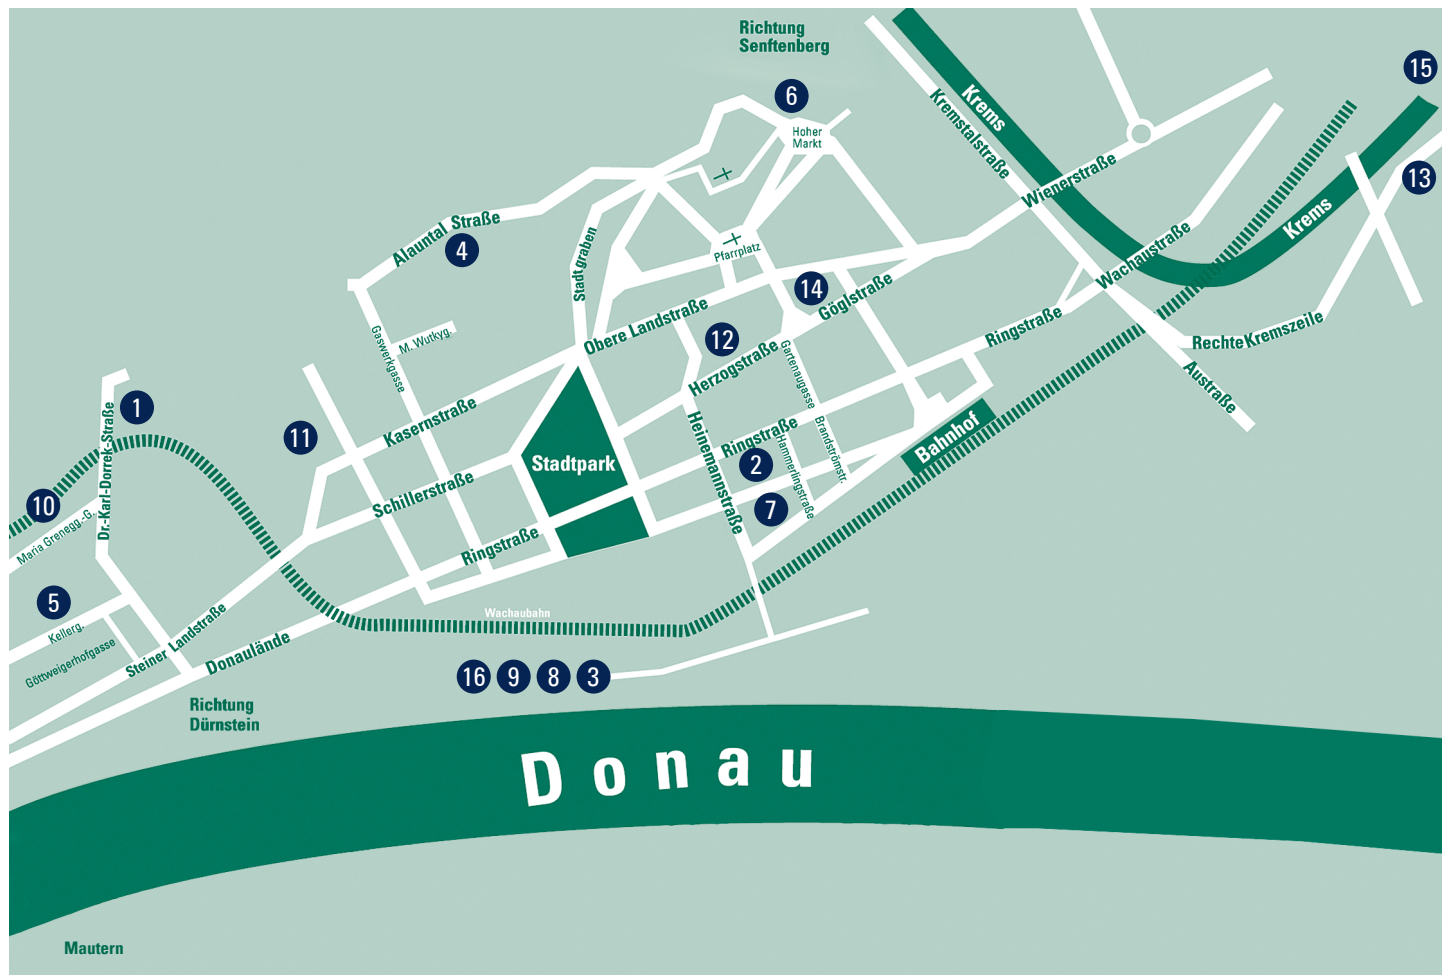 Richtung
Senftenberg
15
6
Krems
Kremstalstraße
Hoher
Markt
Wienerstraße
13
Krems
Alauntal Straße
4
Stadtgraben
Pfarrplatz
Wachaustraße
14
Göglstraße
Obere Landstraße
12
Gaswerkgasse
M. Wutkyg.
Ringstraße
Rechte Kremszeile
Herzogstraße
Gartenaugasse
Austraße
1
Dr.-Karl-Dorrek-Straße
11
Kasernstraße
Heinemannstraße
Ringstraße
Brandströmstr.
Hammerlingstraße
Bahnhof
Stadtpark
2
10
Schillerstraße
7
Maria Grenegg.-G.
Ringstraße
5
Kellerg.
Wachaubahn
Göttweigerhofgasse
Steiner Landstraße
Donaulände
16
9
8
3
Richtung
Dürnstein
Donau
Mautern